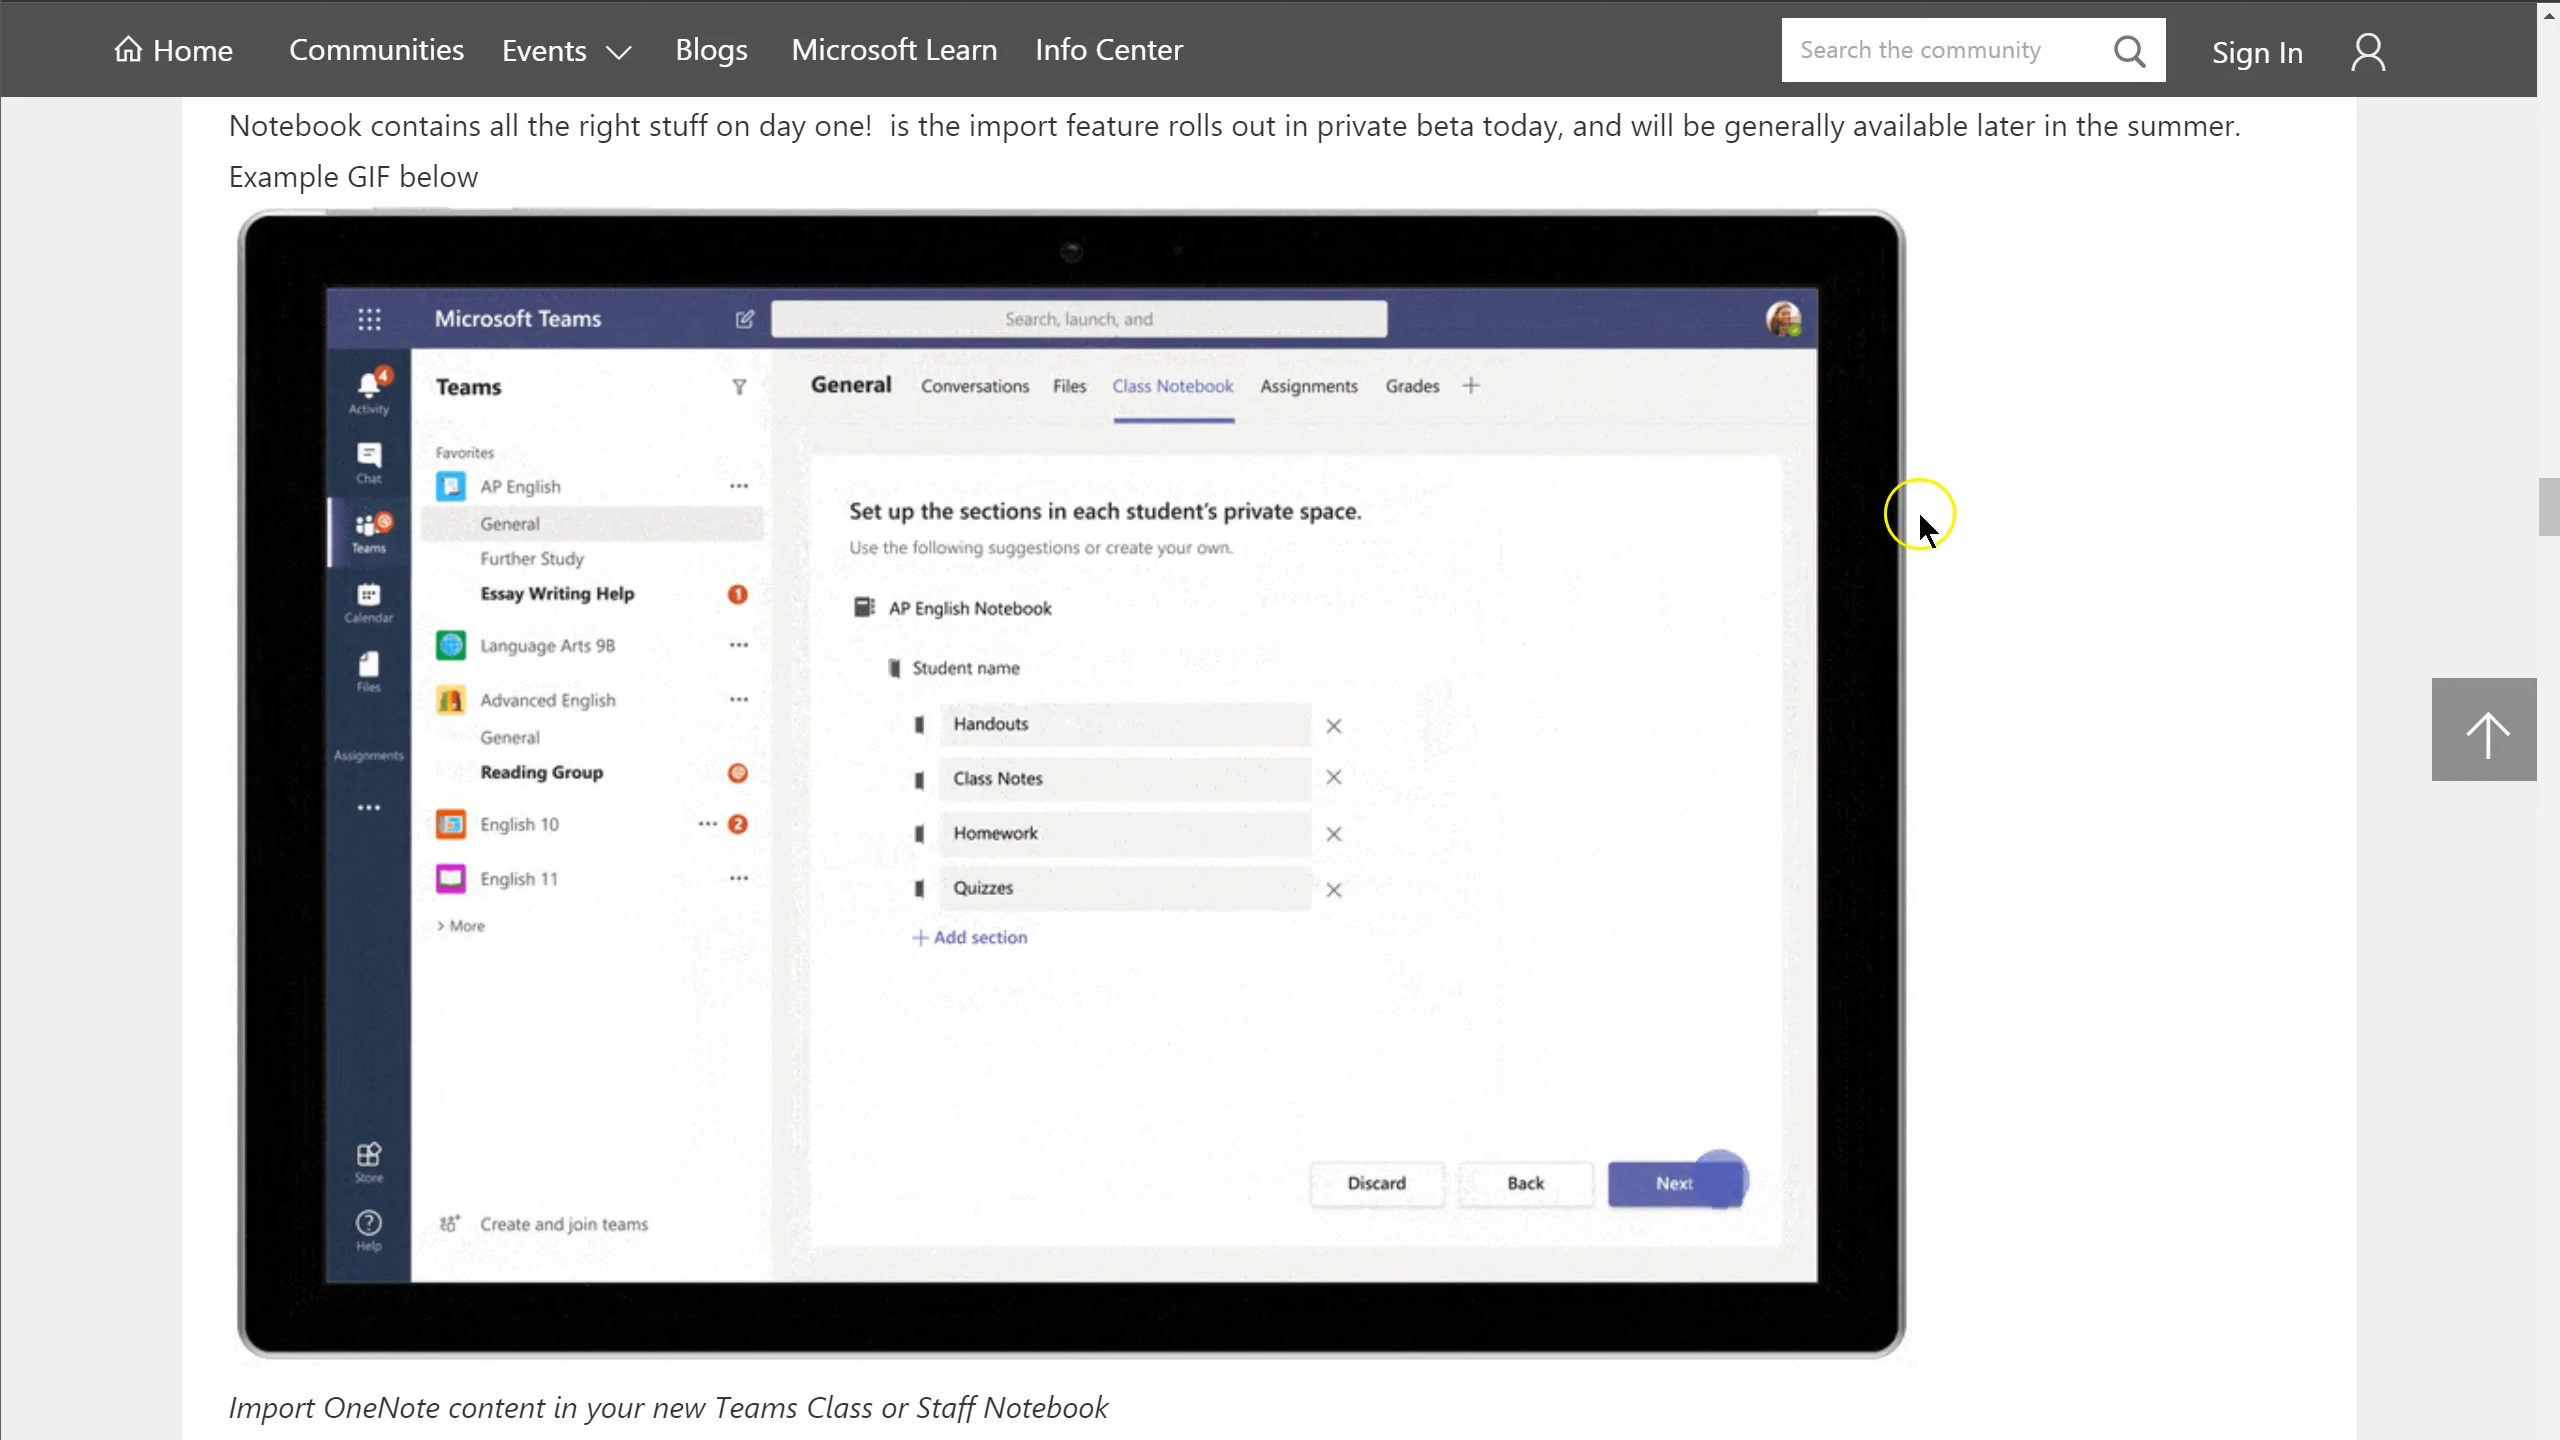 Home Communities Events Blogs Microsoft Learn Info Center Search the community Sign In
Notebook contains all the right stuff on day one!  is the import feature rolls out in private beta today, and will be generally available later in the summer.
Example GIF below
Microsoft Teams Search, launch, and
4
Activity
Chat
Teams
Calendar
Files
Assignments
Store
Help
Teams
Favorites
AP English
General
Further Study
Essay Writing Help 1
Language Arts 9B
Advanced English
General
Reading Group
English 10 2
English 11
> More
Create and join teams
General Conversations Files Class Notebook Assignments Grades +
Set up the sections in each student's private space.
Use the following suggestions or create your own.
AP English Notebook
Student name
Handouts
Class Notes
Homework
Quizzes
+ Add section
Discard Back Next
Import OneNote content in your new Teams Class or Staff Notebook